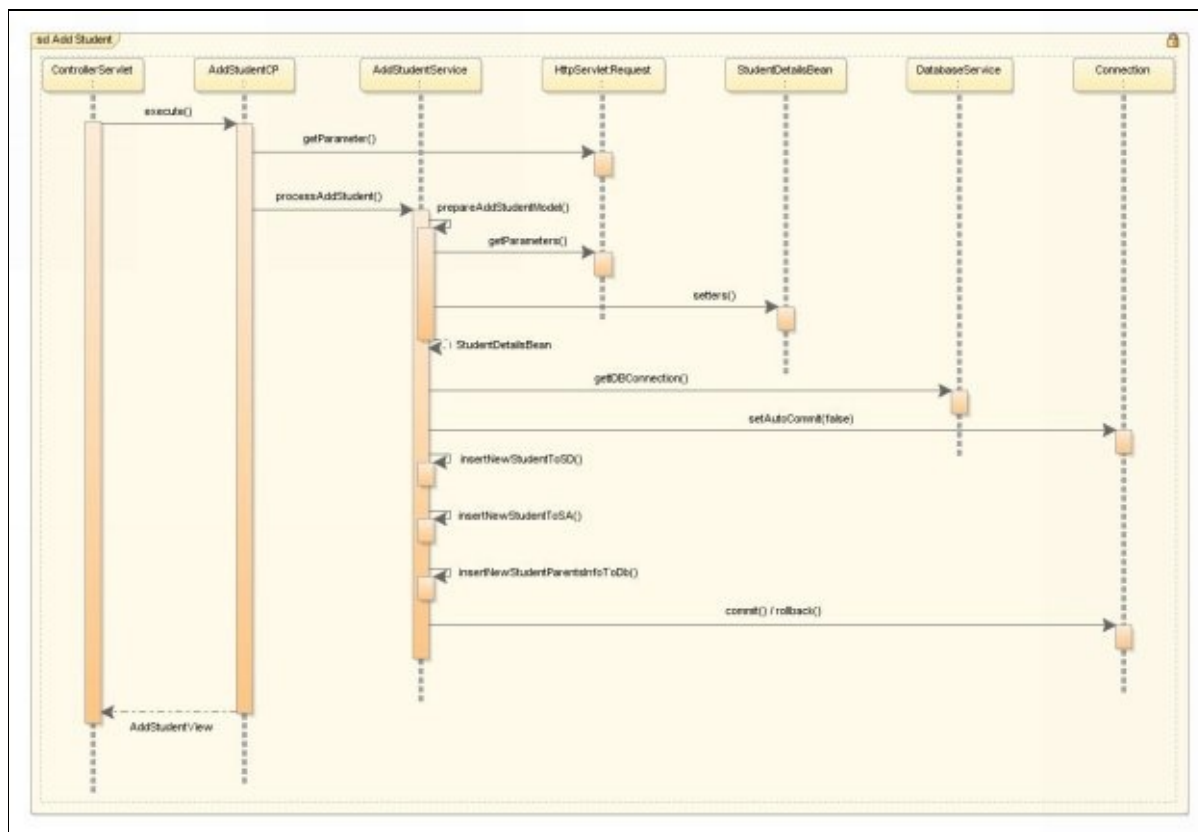 sd Add Student
ControllerServlet
AddStudentCP
AddStudentService
HttpServletRequest
StudentDetailsBean
DatabaseService
Connection
execute()
getParameter()
processAddStudent()
prepareAddStudentModel()
getParameters()
setters()
StudentDetailsBean
getDBConnection()
setAutoCommit(false)
insertNewStudentToSD()
insertNewStudentToSA()
insertNewStudentParentsInfoToDb()
commit() / rollback()
AddStudentView